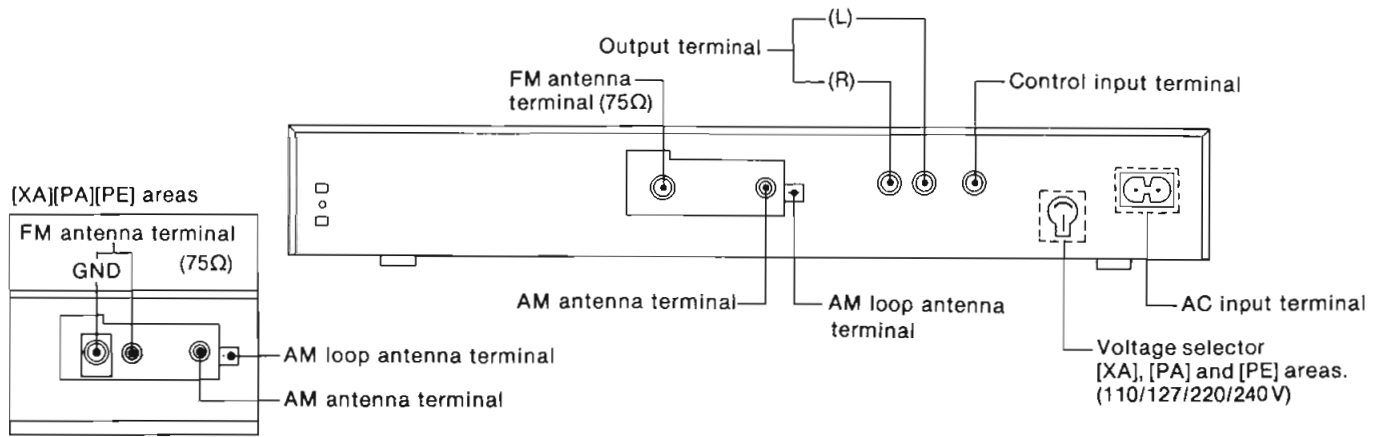 Output terminal
(L)
(R)
FM antenna
terminal (75Ω)
Control input terminal
[XA][PA][PE] areas
FM antenna terminal
(75Ω)
GND
AM loop antenna terminal
AM antenna terminal
AM antenna terminal
AM loop antenna
terminal
AC input terminal
Voltage selector
[XA], [PA] and [PE] areas.
(110/127/220/240V)